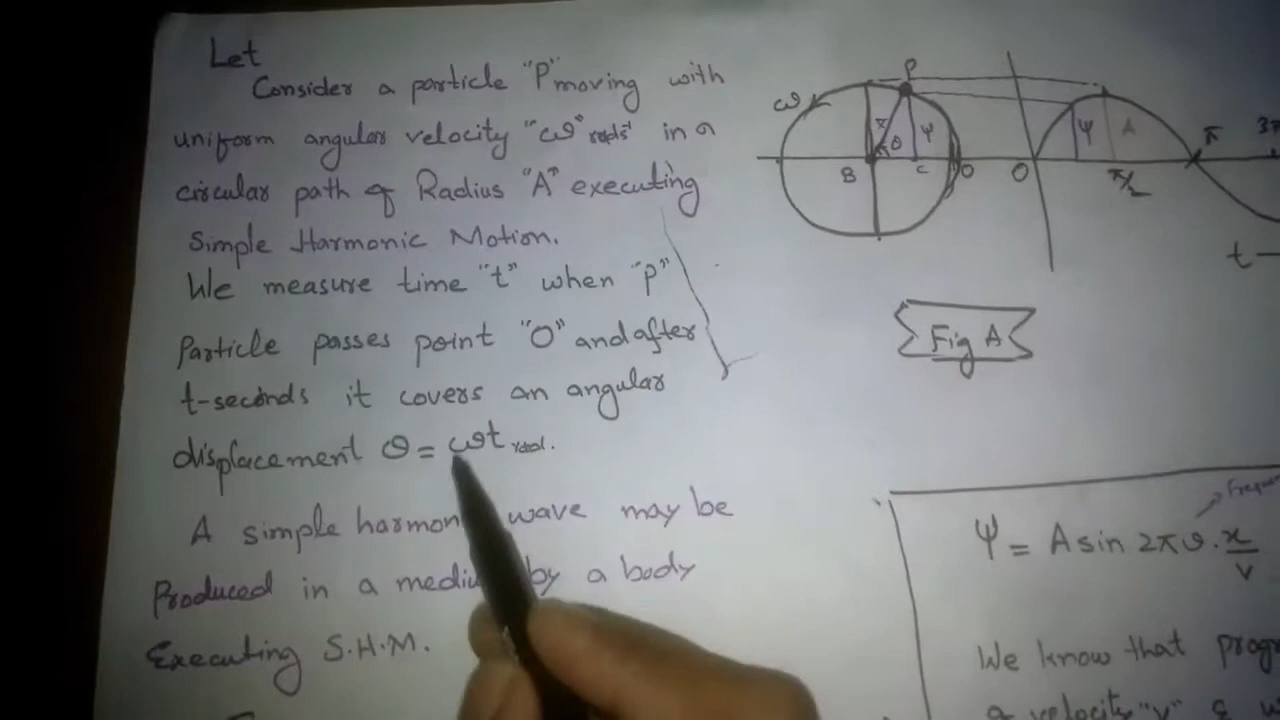 Let
Consider a particle "P" moving with
uniform angular velocity "ω" rad/s in a
circular path of Radius "A" executing
Simple Harmonic Motion.
We measure time "t" when "P"
Particle passes point "O" and after
t-seconds it covers an angular
displacement θ = ωt rad.
A simple harmon wave may be
Produced in a mediu by a body
Executing S.H.M.
P
ω
θ
ψ
B
C
O
O
ψ
A
π/2
π
t
Fig A
ψ = A sin 2πυ. x/v
We know that prog
a velocity "v" &